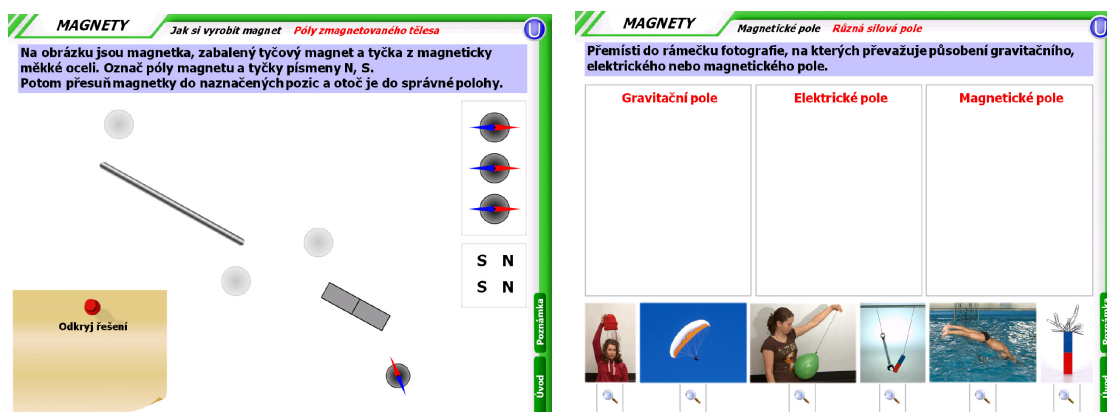 MAGNETY
Jak si vyrobit magnet Póly zmagnetovaného tělesa
U
Na obrázku jsou magnetka, zabalený tyčový magnet a tyčka z magneticky
měkké oceli. Označ póly magnetu a tyčky písmeny N, S.
Potom přesuň magnetky do naznačených pozic a otoč je do správné polohy.
S N
S N
Odkryj řešení
Poznámka
Úvod
MAGNETY
Magnetické pole Různá silová pole
U
Přemísti do rámečku fotografie, na kterých převažuje působení gravitačního,
elektrického nebo magnetického pole.
Gravitační pole
Elektrické pole
Magnetické pole
Poznámka
Úvod